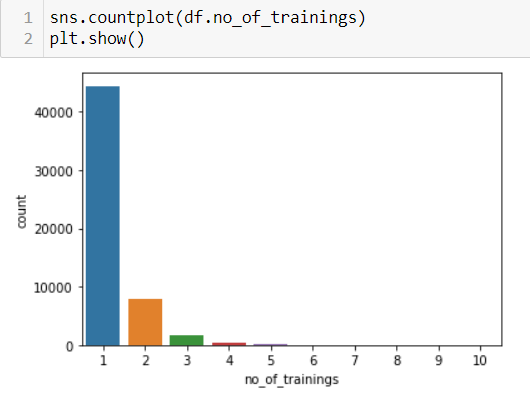 1 sns.countplot(df.no_of_trainings)
2 plt.show()
40000
30000
20000
10000
0
count
1 2 3 4 5 6 7 8 9 10
no_of_trainings